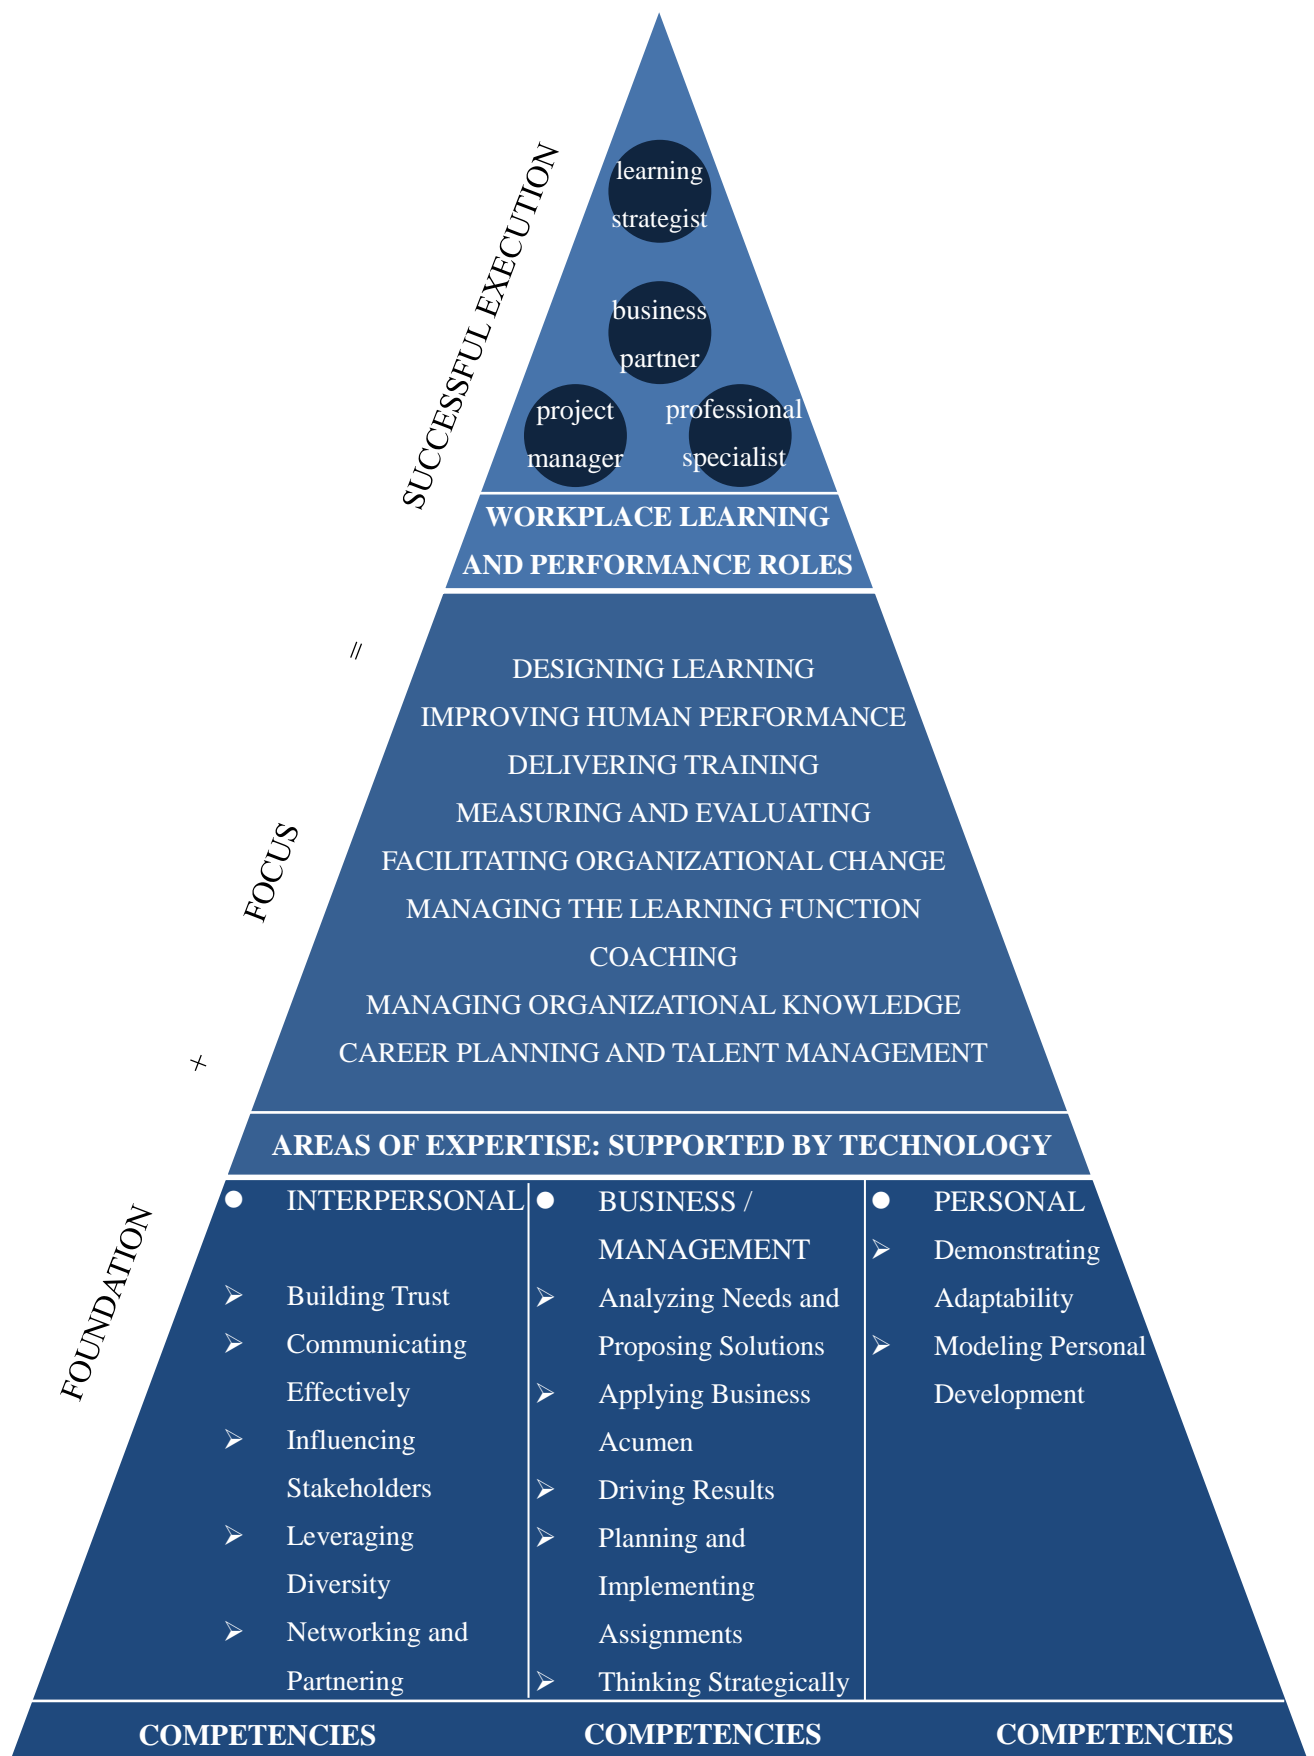 learning
strategist
business
partner
project
manager
professional
specialist
SUCCESSFUL EXECUTION
WORKPLACE LEARNING
AND PERFORMANCE ROLES
=
DESIGNING LEARNING
IMPROVING HUMAN PERFORMANCE
DELIVERING TRAINING
MEASURING AND EVALUATING
FACILITATING ORGANIZATIONAL CHANGE
MANAGING THE LEARNING FUNCTION
COACHING
MANAGING ORGANIZATIONAL KNOWLEDGE
CAREER PLANNING AND TALENT MANAGEMENT
FOCUS
+
AREAS OF EXPERTISE: SUPPORTED BY TECHNOLOGY
FOUNDATION
● INTERPERSONAL
➢ Building Trust
➢ Communicating
Effectively
➢ Influencing
Stakeholders
➢ Leveraging
Diversity
➢ Networking and
Partnering
● BUSINESS /
MANAGEMENT
➢ Analyzing Needs and
Proposing Solutions
➢ Applying Business
Acumen
➢ Driving Results
➢ Planning and
Implementing
Assignments
➢ Thinking Strategically
● PERSONAL
➢ Demonstrating
Adaptability
➢ Modeling Personal
Development
COMPETENCIES
COMPETENCIES
COMPETENCIES